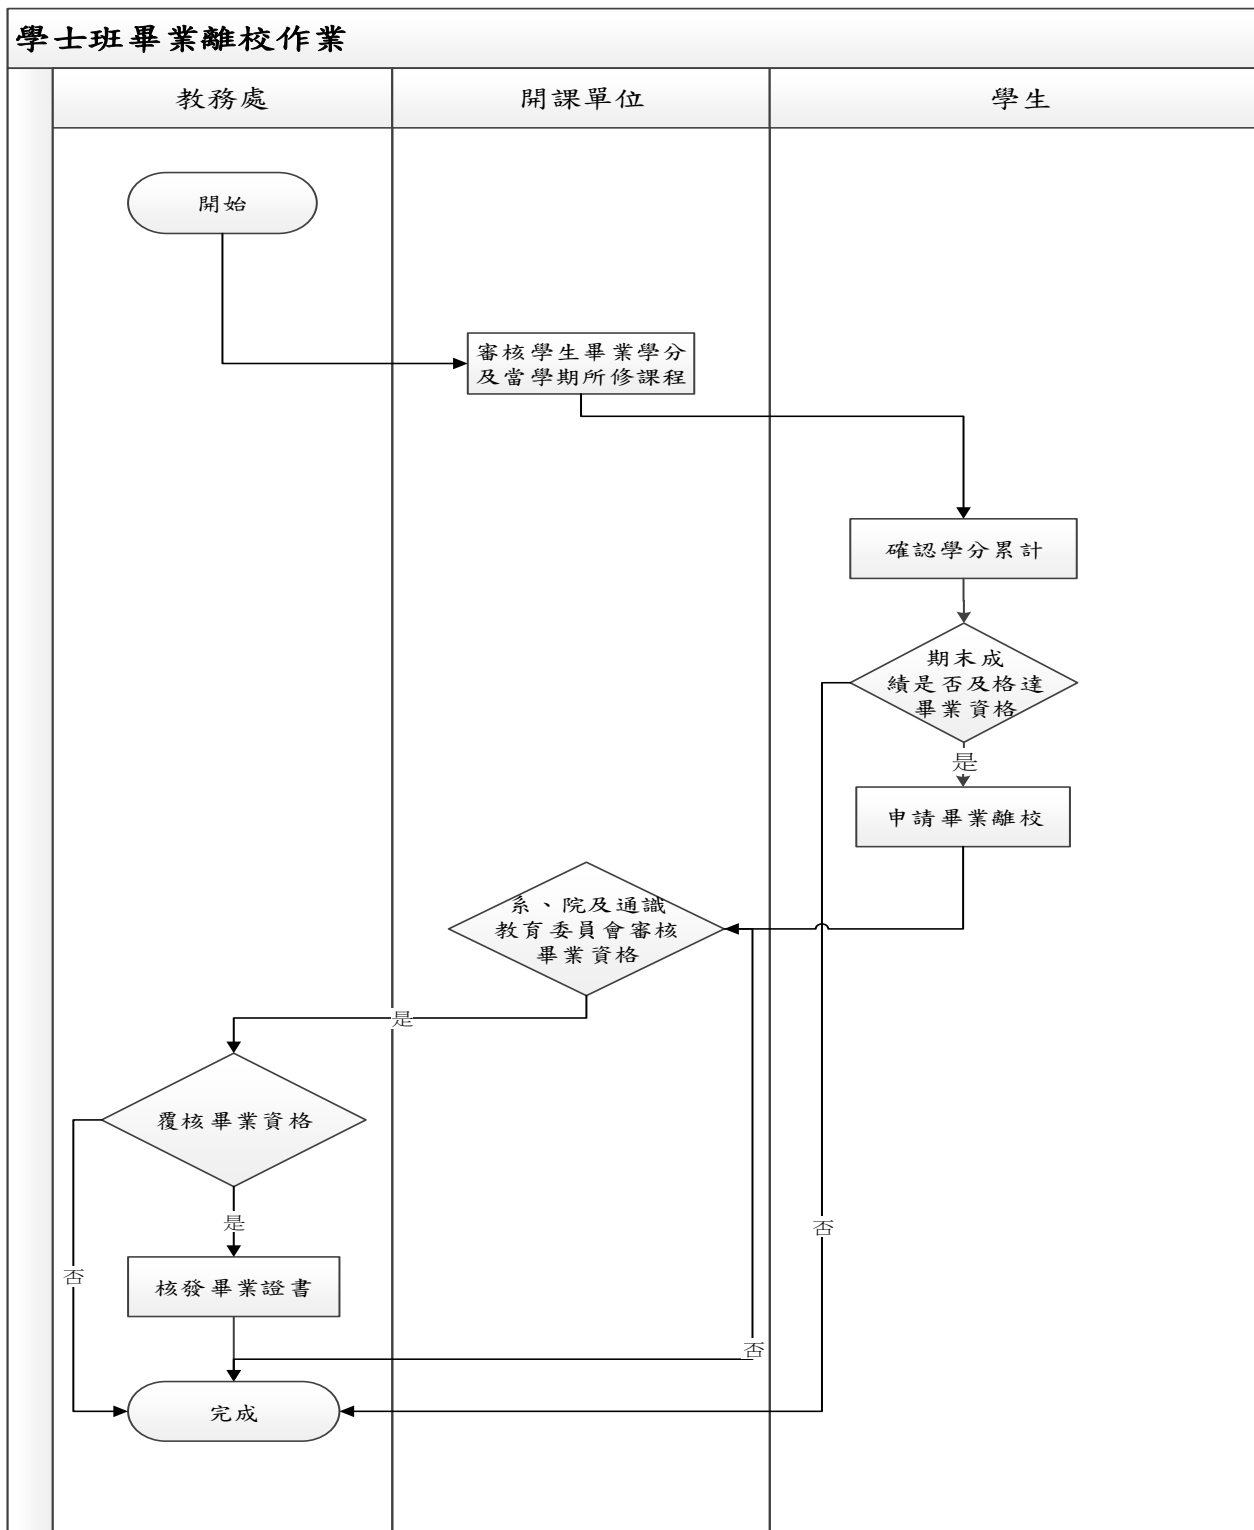 學士班畢業離校作業
教務處
開課單位
學生
開始
審核學生畢業學分
及當學期所修課程
確認學分累計
期末成
績是否及格達
畢業資格
是
申請畢業離校
系、院及通識
教育委員會審核
畢業資格
是
覆核畢業資格
是
否
否
核發畢業證書
否
完成